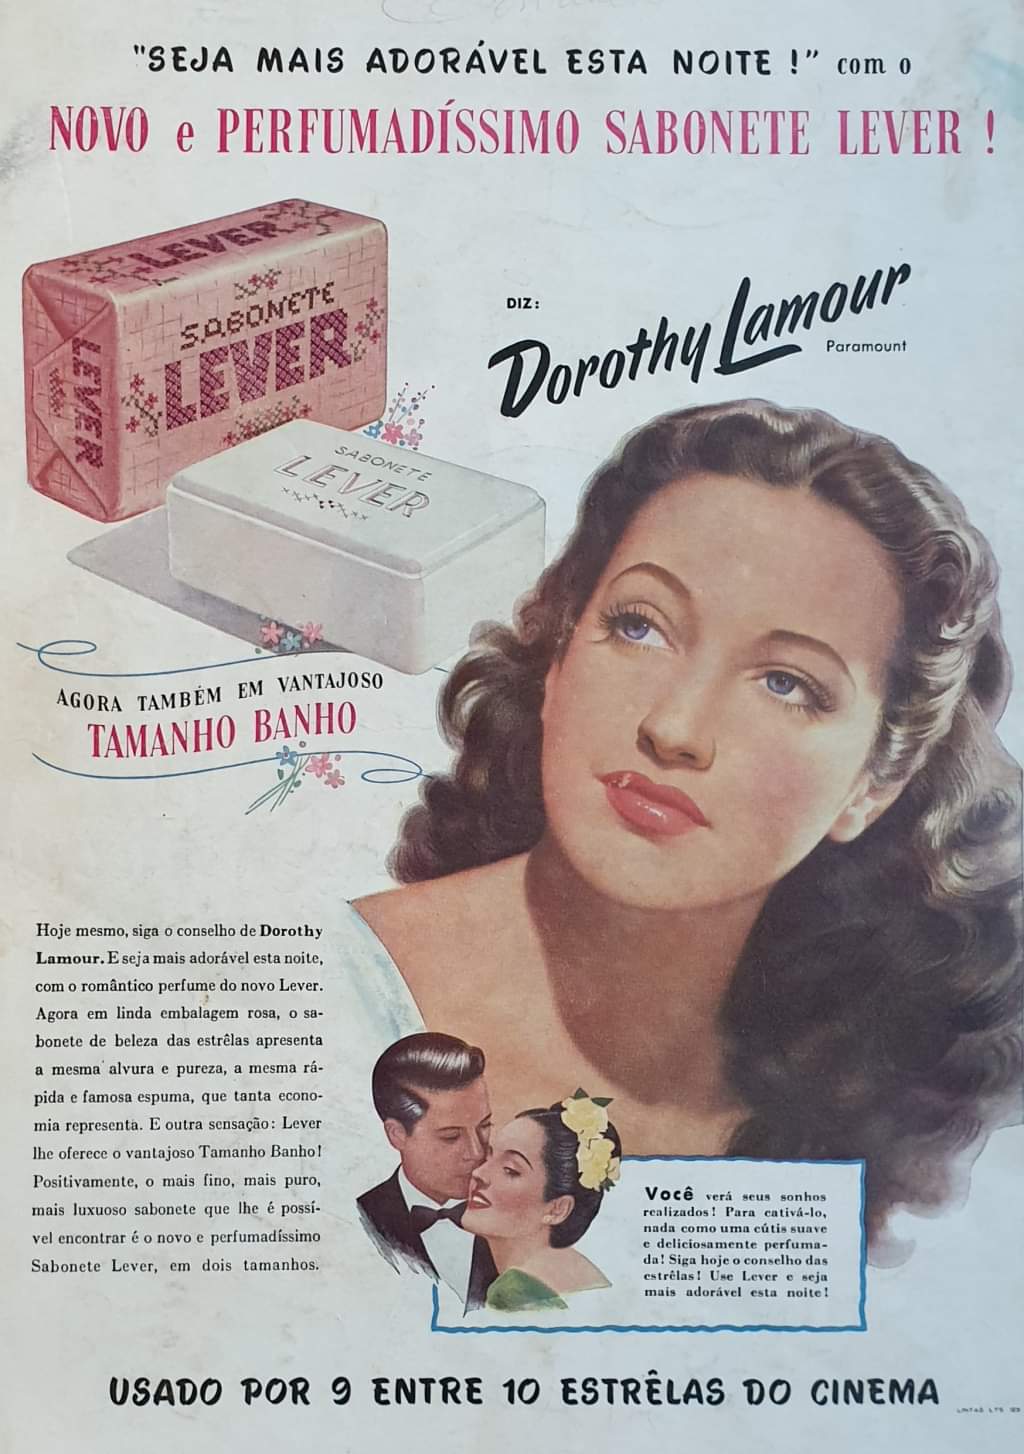 "SEJA MAIS ADORÁVEL ESTA NOITE!" com o
NOVO e PERFUMADÍSSIMO SABONETE LEVER !
LEVER
SABONETE
LEVER
LEVER
SABONETE
LEVER
DIZ:
Dorothy Lamour
Paramount
AGORA TAMBÉM EM VANTAJOSO
TAMANHO BANHO
Hoje mesmo, siga o conselho de Dorothy
Lamour. E seja mais adorável esta noite,
com o romântico perfume do novo Lever.
Agora em linda embalagem rosa, o sa-
bonete de beleza das estrêlas apresenta
a mesma alvura e pureza, a mesma rá-
pida e famosa espuma, que tanta econo-
mia representa. E outra sensação: Lever
lhe oferece o vantajoso Tamanho Banho!
Positivamente, o mais fino, mais puro,
mais luxuoso sabonete que lhe é possí-
vel encontrar é o novo e perfumadíssimo
Sabonete Lever, em dois tamanhos.
Você verá seus sonhos
realizados! Para cativá-lo,
nada como uma cútis suave
e deliciosamente perfuma-
da! Siga hoje o conselho das
estrêlas! Use Lever e seja
mais adorável esta noite!
USADO POR 9 ENTRE 10 ESTRÊLAS DO CINEMA